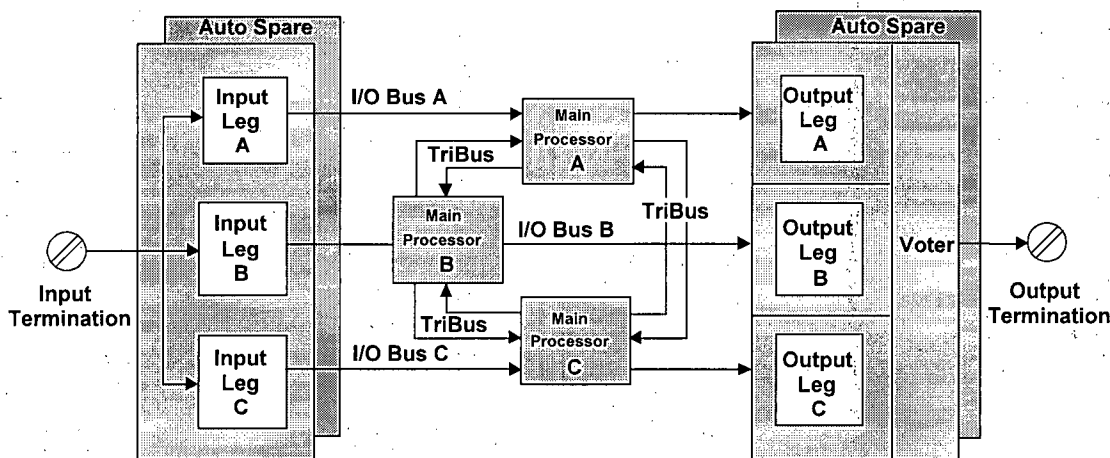 Auto Spare
Auto Spare
Input
Leg
A
I/O Bus A
Main
Processor
A
Output
Leg
A
TriBus
TriBus
Input
Leg
B
Main
Processor
B
I/O Bus B
Output
Leg
B
Voter
Input
Termination
Output
Termination
TriBus
Main
Processor
C
I/O Bus C
Input
Leg
C
Output
Leg
C